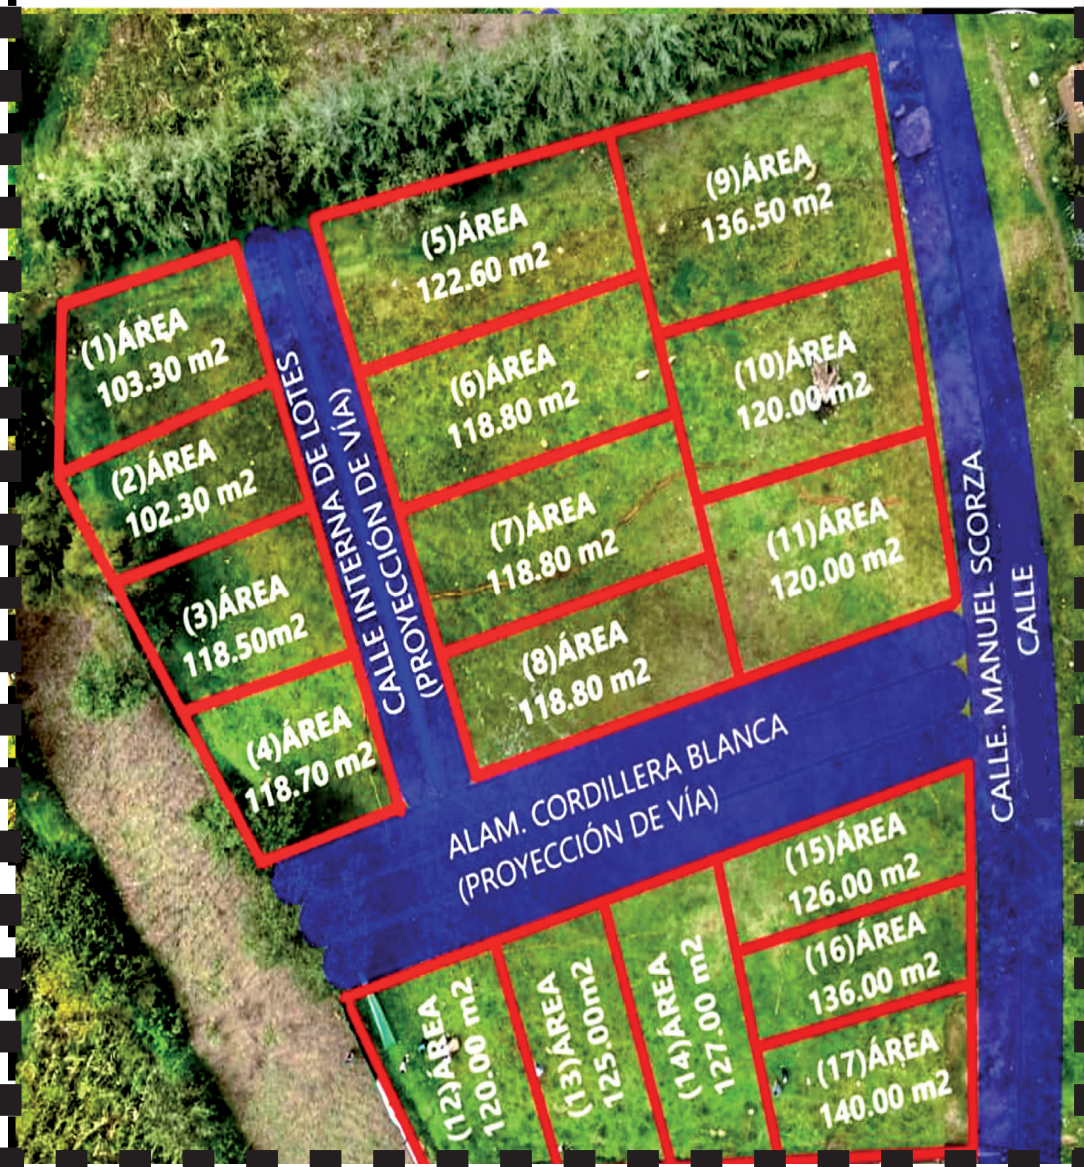 (1)ÁREA
103.30 m2
(2)ÁREA
102.30 m2
(3)ÁREA
118.50m2
(4)ÁREA
118.70 m2
CALLE INTERNA DE LOTES
(PROYECCIÓN DE VÍA)
(5)ÁREA
122.60 m2
(6)ÁREA
118.80 m2
(7)ÁREA
118.80 m2
(8)ÁREA
118.80 m2
(9)ÁREA
136.50 m2
(10)ÁREA
120.00 m2
(11)ÁREA
120.00 m2
CALLE. MANUEL SCORZA
CALLE
ALAM. CORDILLERA BLANCA
(PROYECCIÓN DE VÍA)
(12)ÁREA
120.00 m2
(13)ÁREA
125.00m2
(14)ÁREA
127.00 m2
(15)ÁREA
126.00 m2
(16)ÁREA
136.00 m2
(17)ÁREA
140.00 m2